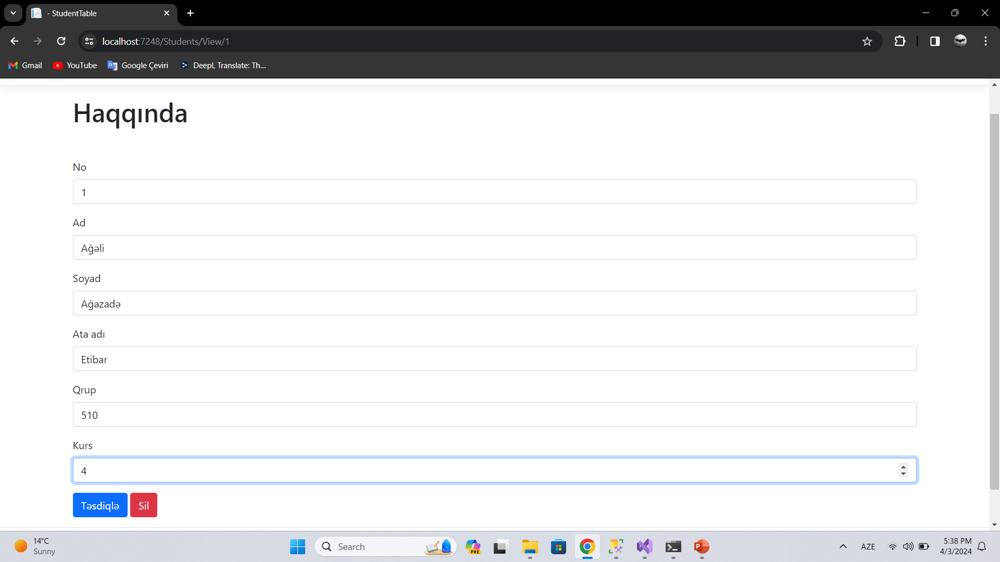 - StudentTable
localhost:7248/Students/View/1
Gmail YouTube Google Çeviri DeepL Translate: Th...
Haqqında
No
1
Ad
Ağəli
Soyad
Ağazadə
Ata adı
Etibar
Qrup
510
Kurs
4
Təsdiqlə Sil
14°C
Sunny
Search
PRE
AZE
5:38 PM
4/3/2024